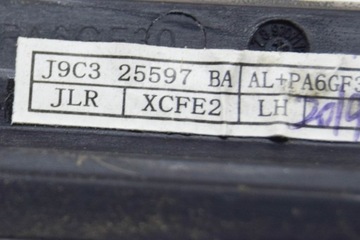 J9C3 25597 BA AL+PA6GF3
JLR XCFE2 LH